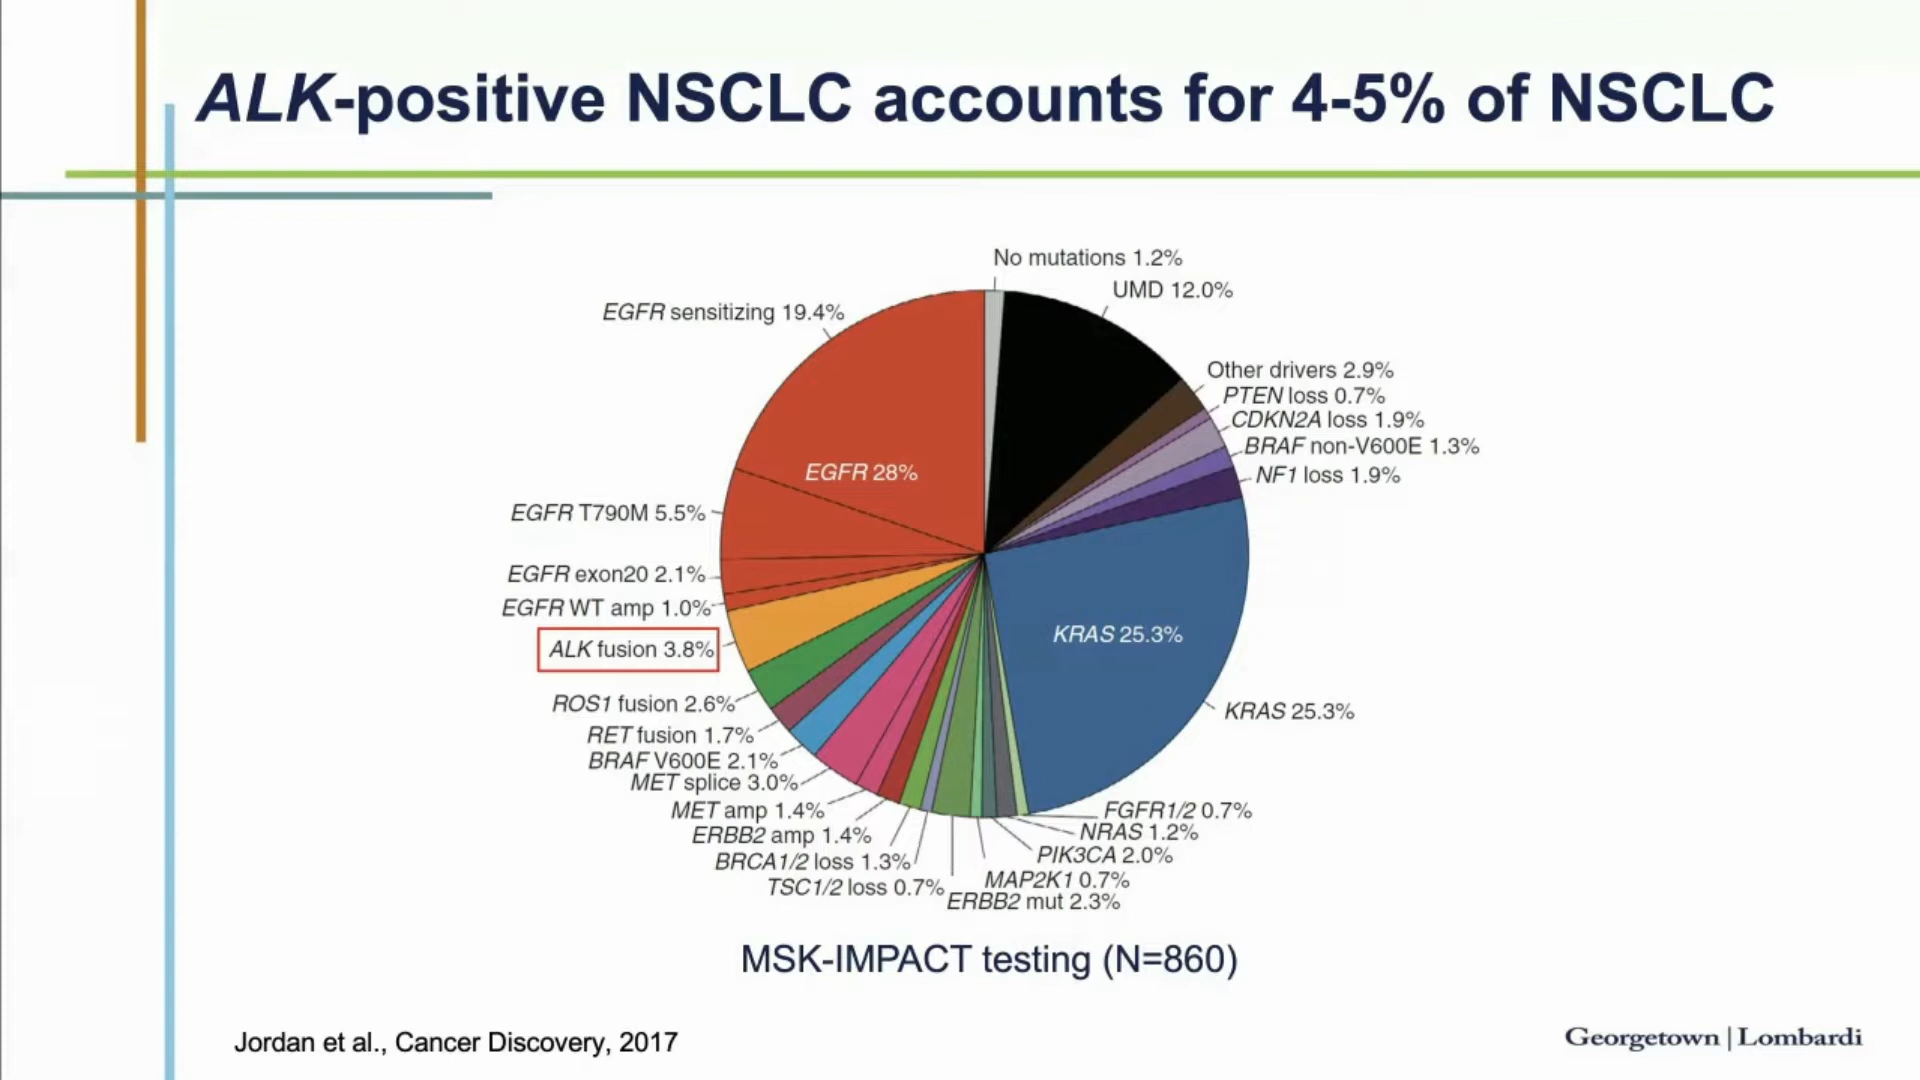 ALK-positive NSCLC accounts for 4-5% of NSCLC
No mutations 1.2%
UMD 12.0%
EGFR sensitizing 19.4%
Other drivers 2.9%
PTEN loss 0.7%
CDKN2A loss 1.9%
BRAF non-V600E 1.3%
NF1 loss 1.9%
EGFR 28%
EGFR T790M 5.5%
EGFR exon20 2.1%
EGFR WT amp 1.0%
KRAS 25.3%
ALK fusion 3.8%
ROS1 fusion 2.6%
KRAS 25.3%
RET fusion 1.7%
BRAF V600E 2.1%
MET splice 3.0%
MET amp 1.4%
FGFR1/2 0.7%
ERBB2 amp 1.4%
NRAS 1.2%
BRCA1/2 loss 1.3%
PIK3CA 2.0%
TSC1/2 loss 0.7%
MAP2K1 0.7%
ERBB2 mut 2.3%
MSK-IMPACT testing (N=860)
Jordan et al., Cancer Discovery, 2017
Georgetown | Lombardi